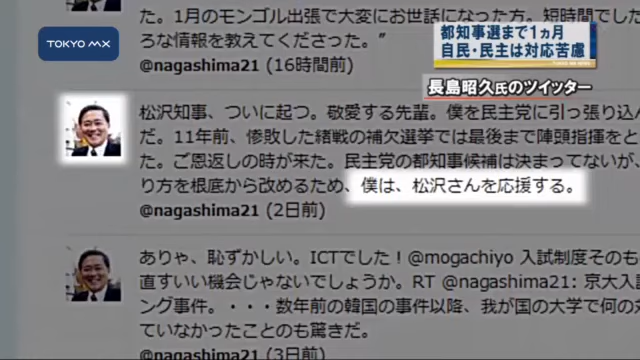 た。1月のモンゴル出張で大変にお世話になった方。短時間でした
ろな情報を教えてくださった。”
@nagashima21 (16時間前)
TOKYO MX
都知事選まで1ヵ月
自民・民主は対応苦慮
TOKYO MX NEWS
長島昭久氏のツイッター
松沢知事、ついに起つ。敬愛する先輩。僕を民主党に引っ張り込ん
だ。11年前、惨敗した緒戦の補欠選挙では最後まで陣頭指揮をと
た。ご恩返しの時が来た。民主党の都知事候補は決まってないが、
り方を根底から改めるため、僕は、松沢さんを応援する。
@nagashima21 (2日前)
ありゃ、恥ずかしい。ICTでした！@mogachiyo 入試制度そのも
直すいい機会じゃないでしょうか。RT @nagashima21: 京大入
ング事件。・・・数年前の韓国の事件以降、我が国の大学で何の対
ていなかったことのも驚きだ。
@nagashima21 (3日前)